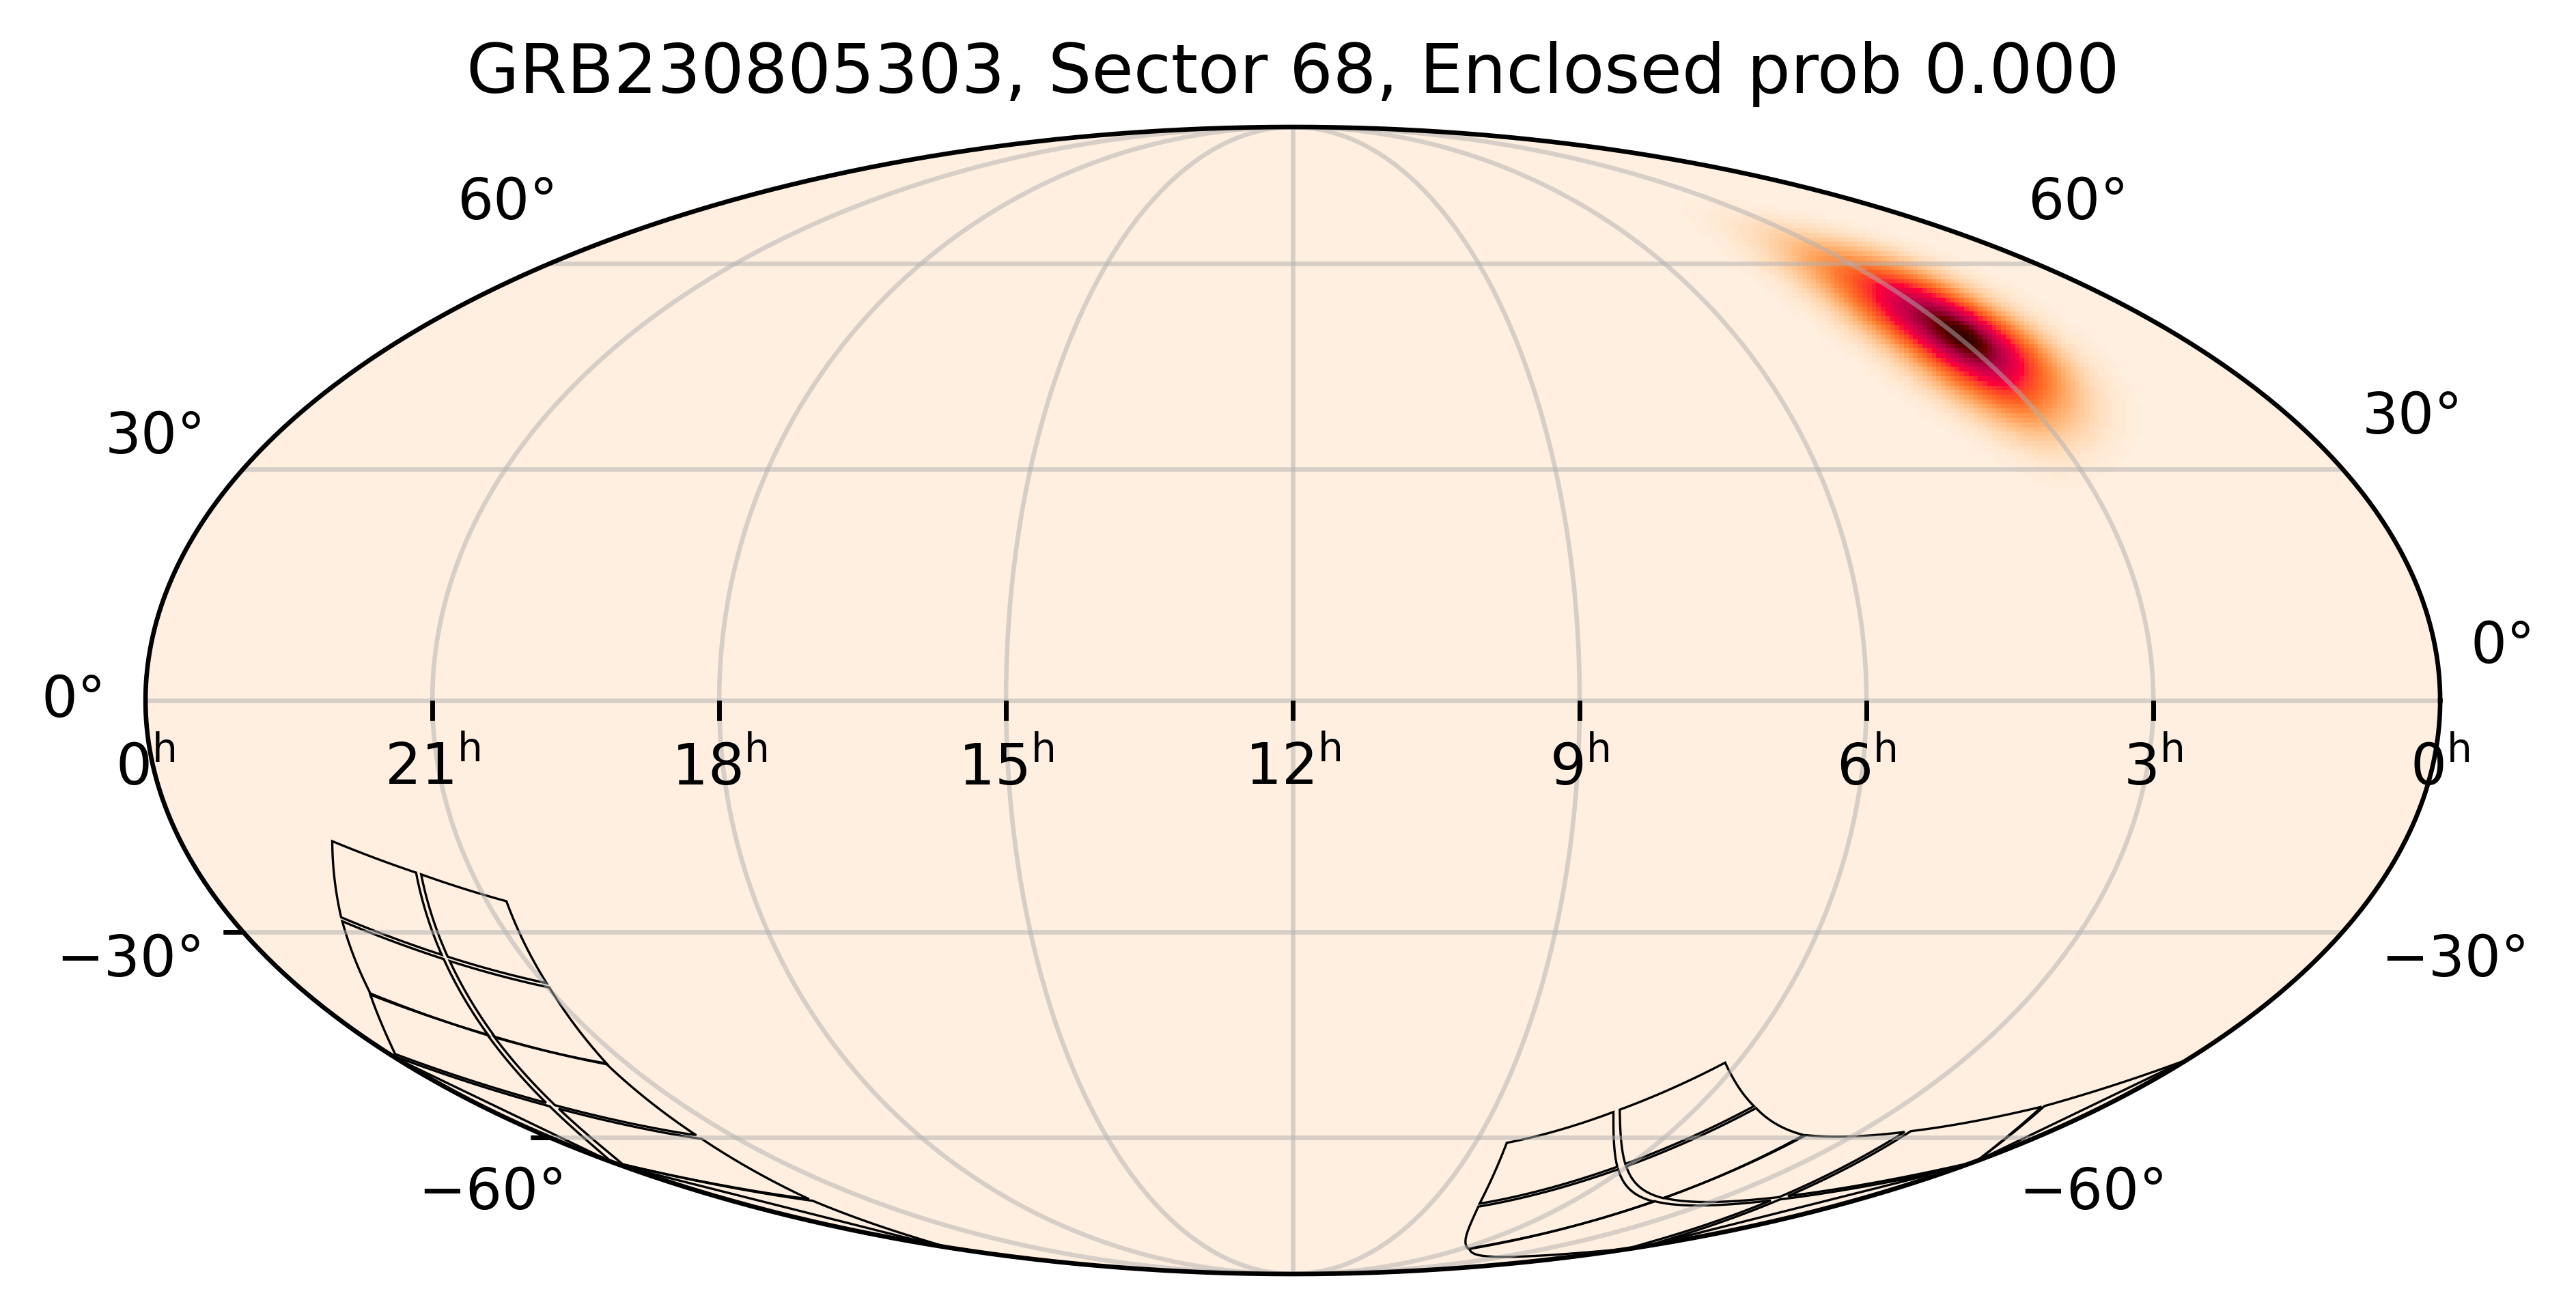 GRB230805303, Sector 68, Enclosed prob 0.000
60° 60°
30° 30°
0° 0°
0ʰ 21ʰ 18ʰ 15ʰ 12ʰ 9ʰ 6ʰ 3ʰ 0ʰ
−30° −30°
−60° −60°